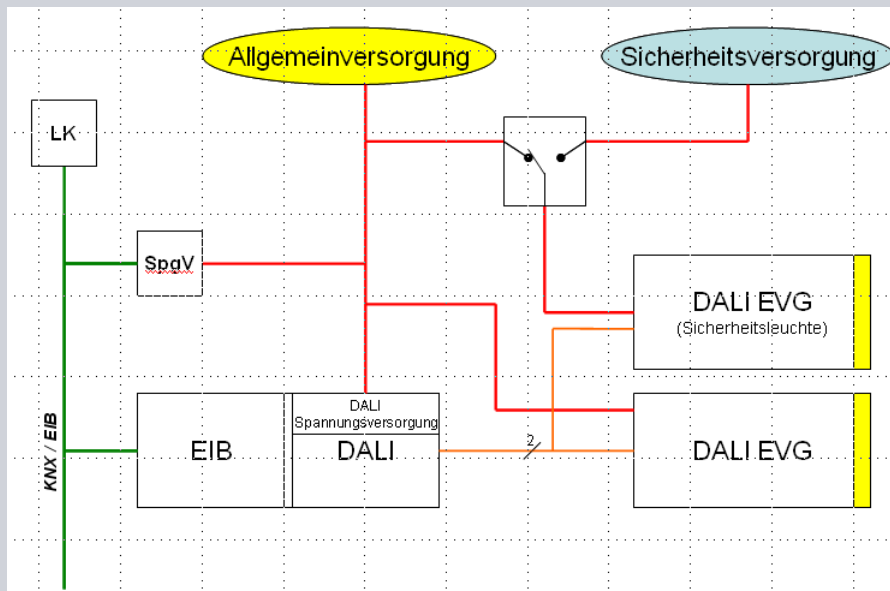 Allgemeinversorgung
Sicherheitsversorgung
LK
SpgV
DALI EVG
(Sicherheitsleuchte)
KNX / EIB
EIB
DALI
Spannungsversorgung
DALI
2
DALI EVG